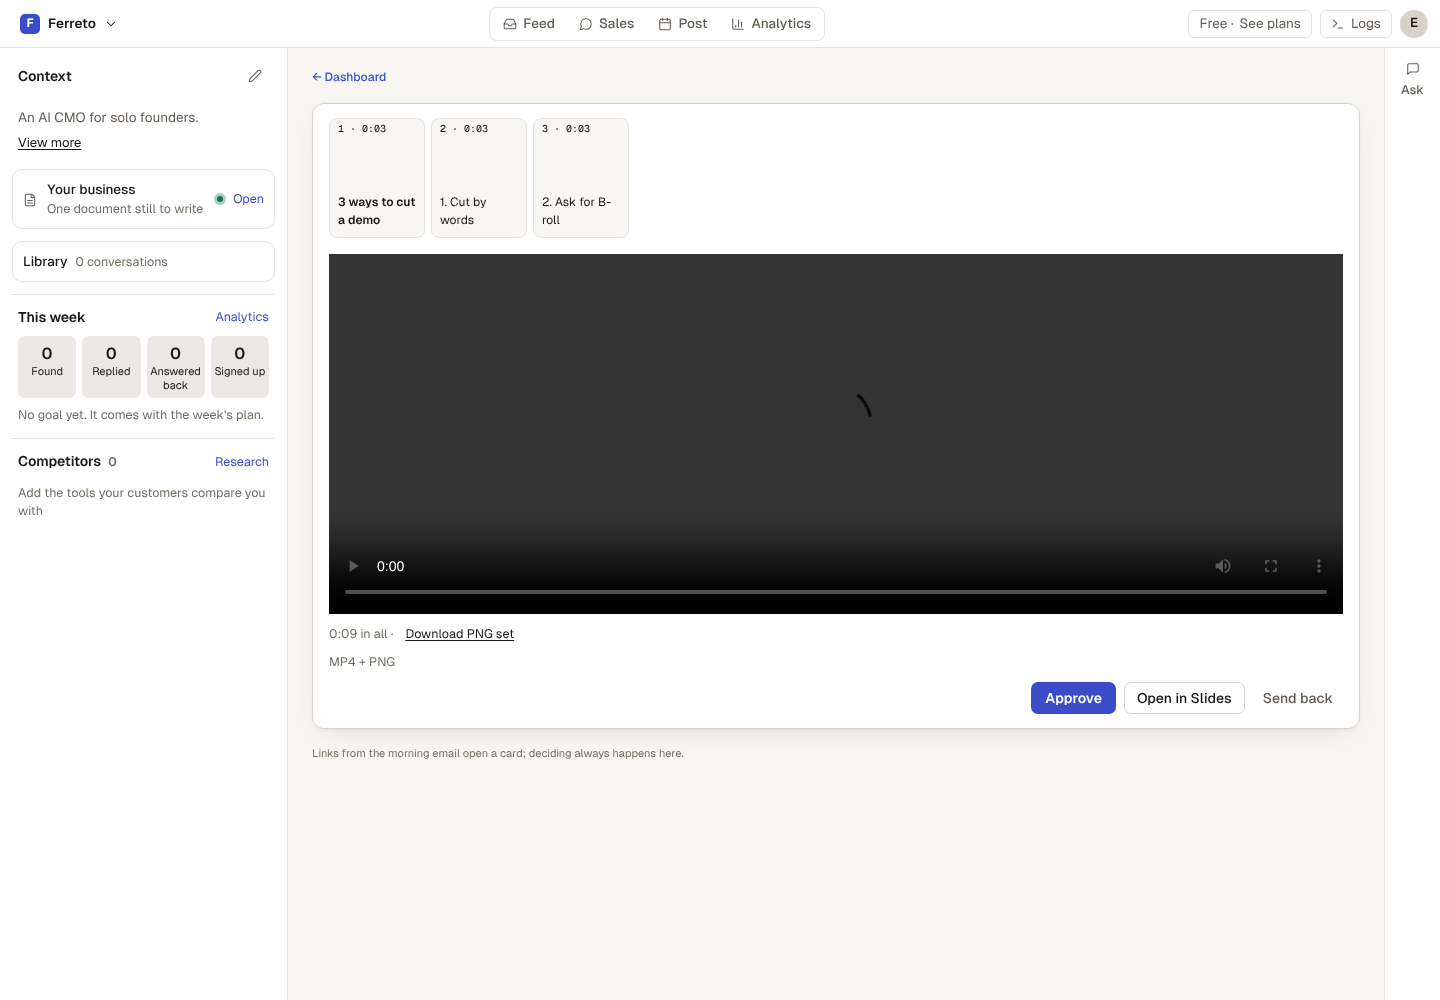 F Ferreto
Feed Sales Post Analytics
Free · See plans
Logs
E
Context
An AI CMO for solo founders.
View more
Your business
One document still to write
Open
Library 0 conversations
This week
Analytics
0
Found
0
Replied
0
Answered
back
0
Signed up
No goal yet. It comes with the week's plan.
Competitors 0
Research
Add the tools your customers compare you
with
← Dashboard
1 · 0:03
3 ways to cut
a demo
2 · 0:03
1. Cut by
words
3 · 0:03
2. Ask for B-
roll
0:00
0:09 in all · Download PNG set
MP4 + PNG
Approve
Open in Slides
Send back
Links from the morning email open a card; deciding always happens here.
Ask